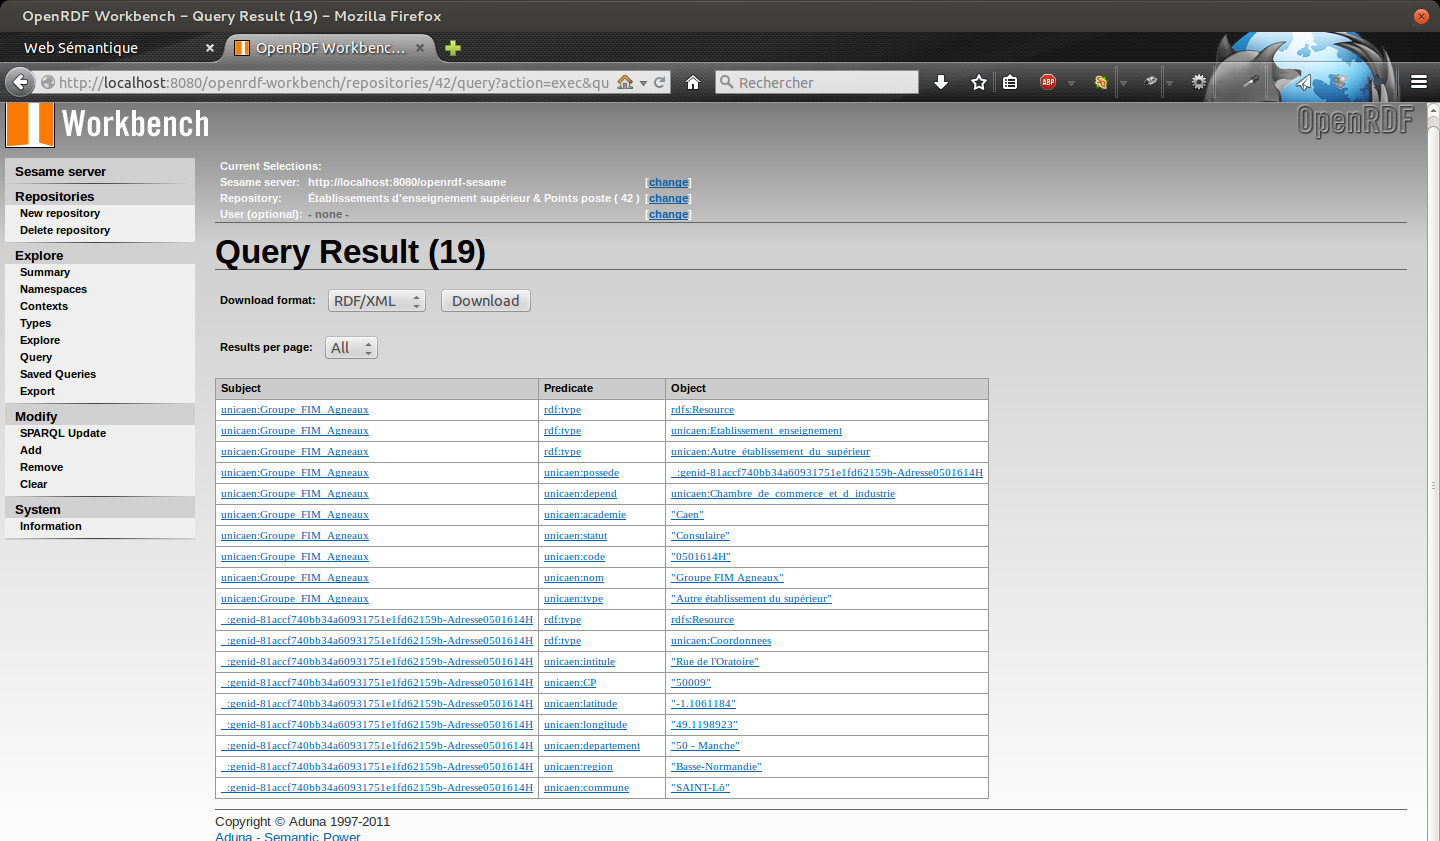 OpenRDF Workbench - Query Result (19) - Mozilla Firefox
Web Sémantique
OpenRDF Workbenc...
http://localhost:8080/openrdf-workbench/repositories/42/query?action=exec&qu
Rechercher
ABP
Workbench
OpenRDF
Sesame server
Repositories
New repository
Delete repository
Explore
Summary
Namespaces
Contexts
Types
Explore
Query
Saved Queries
Export
Modify
SPARQL Update
Add
Remove
Clear
System
Information
Current Selections:
Sesame server: http://localhost:8080/openrdf-sesame [change]
Repository: Établissements d'enseignement supérieur & Points poste ( 42 ) [change]
User (optional): - none - [change]
Query Result (19)
Download format: RDF/XML Download
Results per page: All
Subject Predicate Object
unicaen:Groupe_FIM_Agneaux rdf:type rdfs:Resource
unicaen:Groupe_FIM_Agneaux rdf:type unicaen:Etablissement_enseignement
unicaen:Groupe_FIM_Agneaux rdf:type unicaen:Autre_établissement_du_supérieur
unicaen:Groupe_FIM_Agneaux unicaen:possede _:genid-81accf740bb34a60931751e1fd62159b-Adresse0501614H
unicaen:Groupe_FIM_Agneaux unicaen:depend unicaen:Chambre_de_commerce_et_d_industrie
unicaen:Groupe_FIM_Agneaux unicaen:academie "Caen"
unicaen:Groupe_FIM_Agneaux unicaen:statut "Consulaire"
unicaen:Groupe_FIM_Agneaux unicaen:code "0501614H"
unicaen:Groupe_FIM_Agneaux unicaen:nom "Groupe FIM Agneaux"
unicaen:Groupe_FIM_Agneaux unicaen:type "Autre établissement du supérieur"
_:genid-81accf740bb34a60931751e1fd62159b-Adresse0501614H rdf:type rdfs:Resource
_:genid-81accf740bb34a60931751e1fd62159b-Adresse0501614H rdf:type unicaen:Coordonnees
_:genid-81accf740bb34a60931751e1fd62159b-Adresse0501614H unicaen:intitule "Rue de l'Oratoire"
_:genid-81accf740bb34a60931751e1fd62159b-Adresse0501614H unicaen:CP "50009"
_:genid-81accf740bb34a60931751e1fd62159b-Adresse0501614H unicaen:latitude "-1.1061184"
_:genid-81accf740bb34a60931751e1fd62159b-Adresse0501614H unicaen:longitude "49.1198923"
_:genid-81accf740bb34a60931751e1fd62159b-Adresse0501614H unicaen:departement "50 - Manche"
_:genid-81accf740bb34a60931751e1fd62159b-Adresse0501614H unicaen:region "Basse-Normandie"
_:genid-81accf740bb34a60931751e1fd62159b-Adresse0501614H unicaen:commune "SAINT-Lô"
Copyright © Aduna 1997-2011
Aduna - Semantic Power